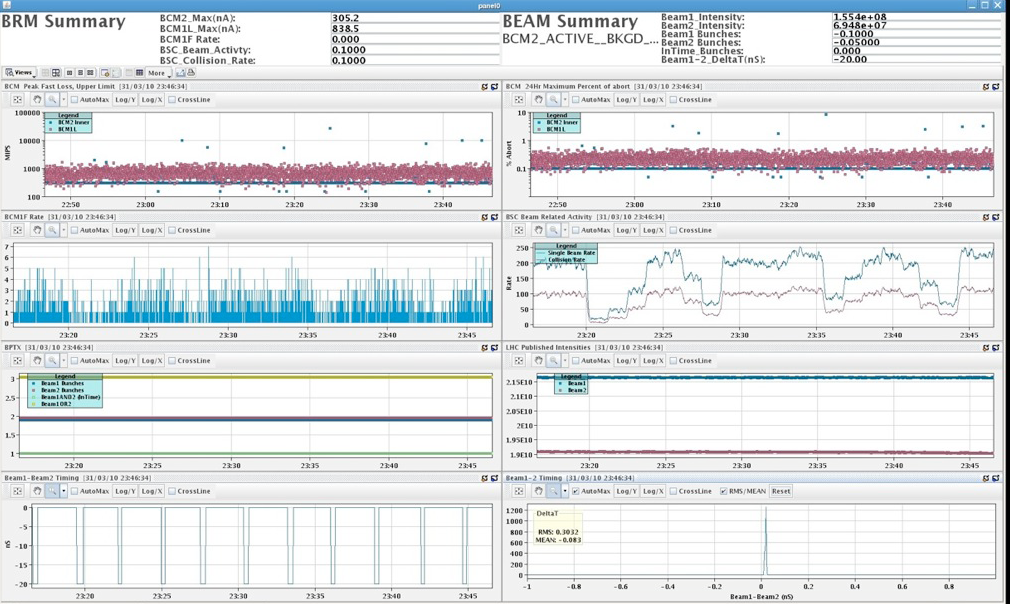 panel0
BRM Summary
BCM2_Max(nA): 305.2
BCM1L_Max(nA): 838.5
BCM1F Rate: 0.000
BSC_Beam_Activty: 0.1000
BSC_Collision_Rate: 0.1000
BEAM Summary
BCM2_ACTIVE__BKGD_...
Beam1_Intensity: 1.554e+08
Beam2_Intensity: 6.948e+07
Beam1 Bunches: -0.1000
Beam2 Bunches: -0.05000
InTime_Bunches: 0.000
Beam1-2_DeltaT(nS): -20.00
Views More
BCM Peak Fast Loss, Upper Limit [31/03/10 23:46:34]
AutoMax Log/Y Log/X CrossLine
Legend
BCM2 Inner
BCM1L
100000
10000
1000
100
MIPS
22:50 23:00 23:10 23:20 23:30 23:40
BCM 24Hr Maximum Percent of abort [31/03/10 23:46:34]
AutoMax Log/Y Log/X CrossLine
Legend
BCM2 Inner
BCM1L
10
1
0.1
% Abort
22:50 23:00 23:10 23:20 23:30 23:40
BCM1F Rate [31/03/10 23:46:34]
AutoMax Log/Y Log/X CrossLine
7
6
5
4
3
2
1
0
23:20 23:25 23:30 23:35 23:40 23:45
BSC Beam Related Activity [31/03/10 23:46:34]
AutoMax Log/Y Log/X CrossLine
Legend
Single Beam Rate
Collision Rate
250
200
150
100
50
0
Rate
23:20 23:25 23:30 23:35 23:40 23:45
BPTX [31/03/10 23:46:34]
AutoMax Log/Y Log/X CrossLine
Legend
Beam1 Bunches
Beam2 Bunches
Beam1AND2 (InTime)
Beam1OR2
3
2
1.5
1
23:20 23:25 23:30 23:35 23:40 23:45
LHC Published Intensities [31/03/10 23:46:34]
AutoMax Log/Y Log/X CrossLine
Legend
Beam1
Beam2
2.15E10
2.1E10
2.05E10
2E10
1.95E10
1.9E10
23:20 23:25 23:30 23:35 23:40 23:45
Beam1-Beam2 Timing [31/03/10 23:46:34]
AutoMax Log/Y Log/X CrossLine
0
-5
-10
-15
-20
nS
23:20 23:25 23:30 23:35 23:40 23:45
Beam1-2 Timing [31/03/10 23:46:34]
AutoMax Log/Y Log/X CrossLine RMS/MEAN Reset
DeltaT
RMS: 0.3032
MEAN: -0.083
1200
1000
800
600
400
200
0
-1 -0.8 -0.6 -0.4 -0.2 0 0.2 0.4 0.6 0.8
Beam1-Beam2 (nS)